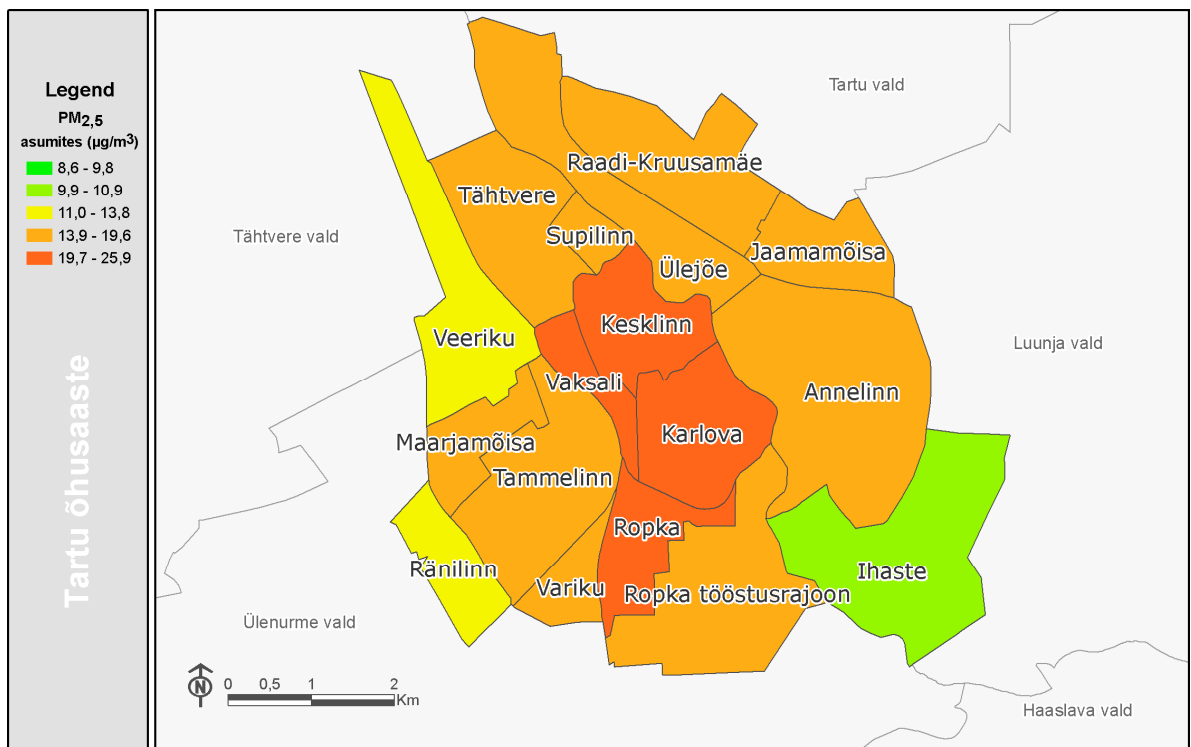 Legend
PM2,5
asumites (µg/m3)
8,6 - 9,8
9,9 - 10,9
11,0 - 13,8
13,9 - 19,6
19,7 - 25,9
Tartu õhusaaste
Tartu vald
Raadi-Kruusamäe
Tähtvere
Tähtvere vald
Supilinn
Jaamamõisa
Ülejõe
Kesklinn
Veeriku
Luunja vald
Vaksali
Annelinn
Karlova
Maarjamõisa
Tammelinn
Ropka
Ränilinn
Ihaste
Variku
Ropka tööstusrajoon
Ülenurme vald
N
0 0,5 1 2
Km
Haaslava vald